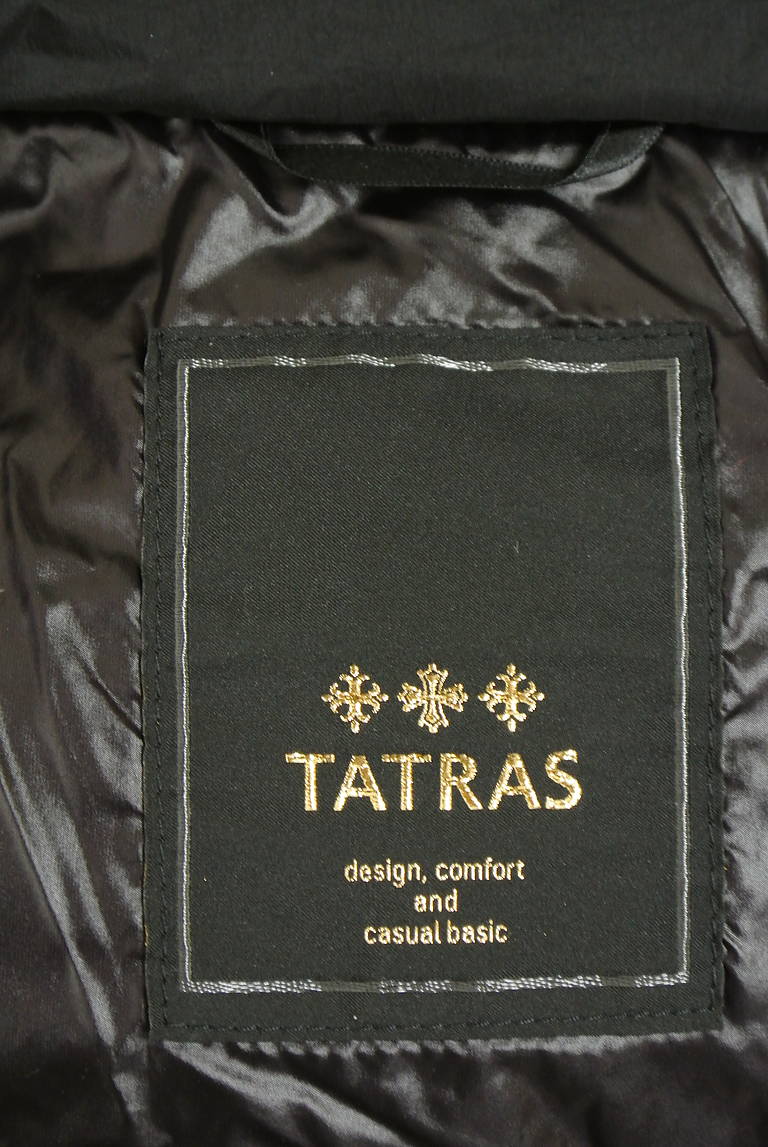 TATRAS
design, comfort
and
casual basic